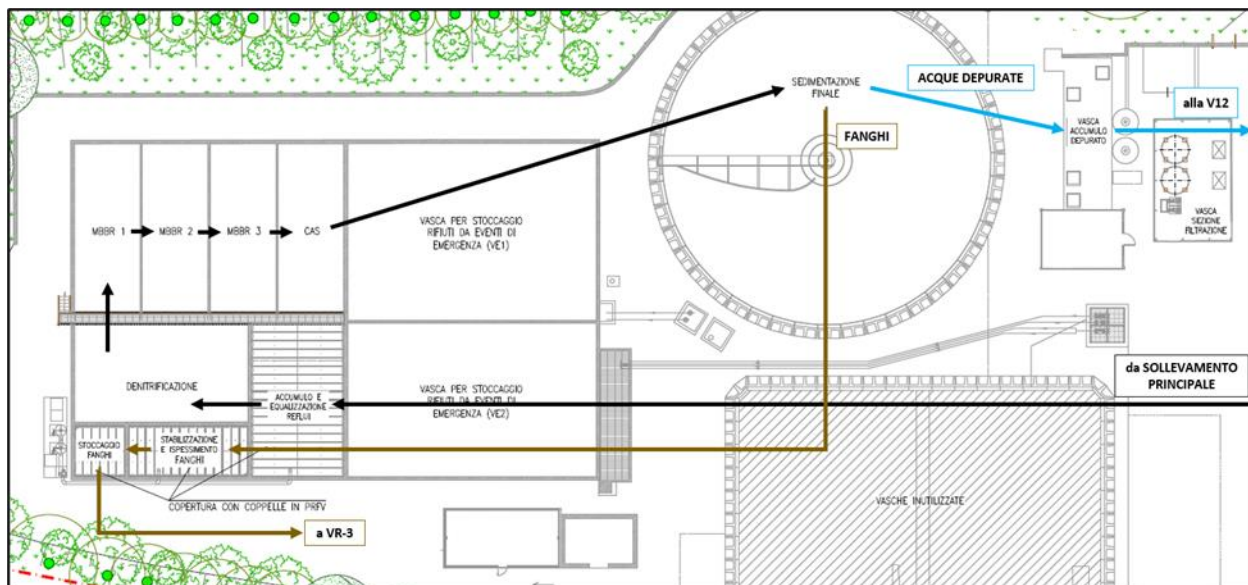 ACQUE DEPURATE
alla V12
SEDIMENTAZIONE
FINALE
FANGHI
VASCA
ACCUMULO
DEPURATO
VASCA
SEZIONE
FILTRAZIONE
MBBR 1
MBBR 2
MBBR 3
CAS
VASCA PER STOCCAGGIO
RIFIUTI DA EVENTI DI
EMERGENZA (VE1)
da SOLLEVAMENTO
PRINCIPALE
DENITRIFICAZIONE
ACCUMULO E
EQUALIZZAZIONE
REFLUI
VASCA PER STOCCAGGIO
RIFIUTI DA EVENTI DI
EMERGENZA (VE2)
STOCCAGGIO
FANGHI
STABILIZZAZIONE
E ISPESSIMENTO
FANGHI
COPERTURA CON COPPELLE IN PRFV
VASCHE INUTILIZZATE
a VR-3